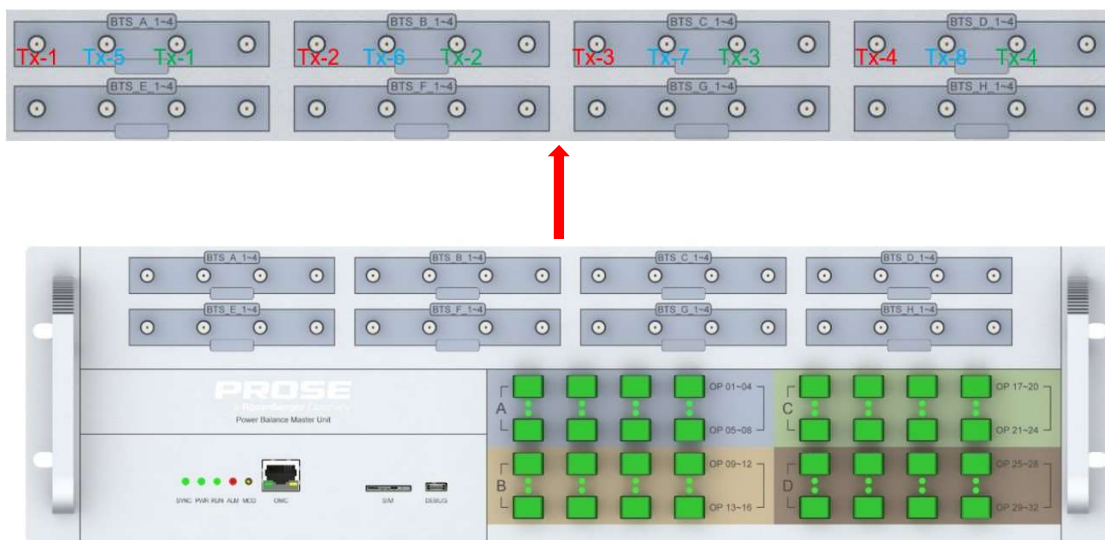 BTS_A_1~4 BTS_B_1~4 BTS_C_1~4 BTS_D_1~4
Tx-1 Tx-5 Tx-1 Tx-2 Tx-6 Tx-2 Tx-3 Tx-7 Tx-3 Tx-4 Tx-8 Tx-4
BTS_E_1~4 BTS_F_1~4 BTS_G_1~4 BTS_H_1~4
BTS_A_1~4 BTS_B_1~4 BTS_C_1~4 BTS_D_1~4
BTS_E_1~4 BTS_F_1~4 BTS_G_1~4 BTS_H_1~4
PROSE
A Rosenberger Company
Power Balance Master Unit
SYNC PWR RUN ALM MOD OMC SIM DEBUG
A OP 01~04
OP 05~08
B OP 09~12
OP 13~16
C OP 17~20
OP 21~24
D OP 25~28
OP 29~32